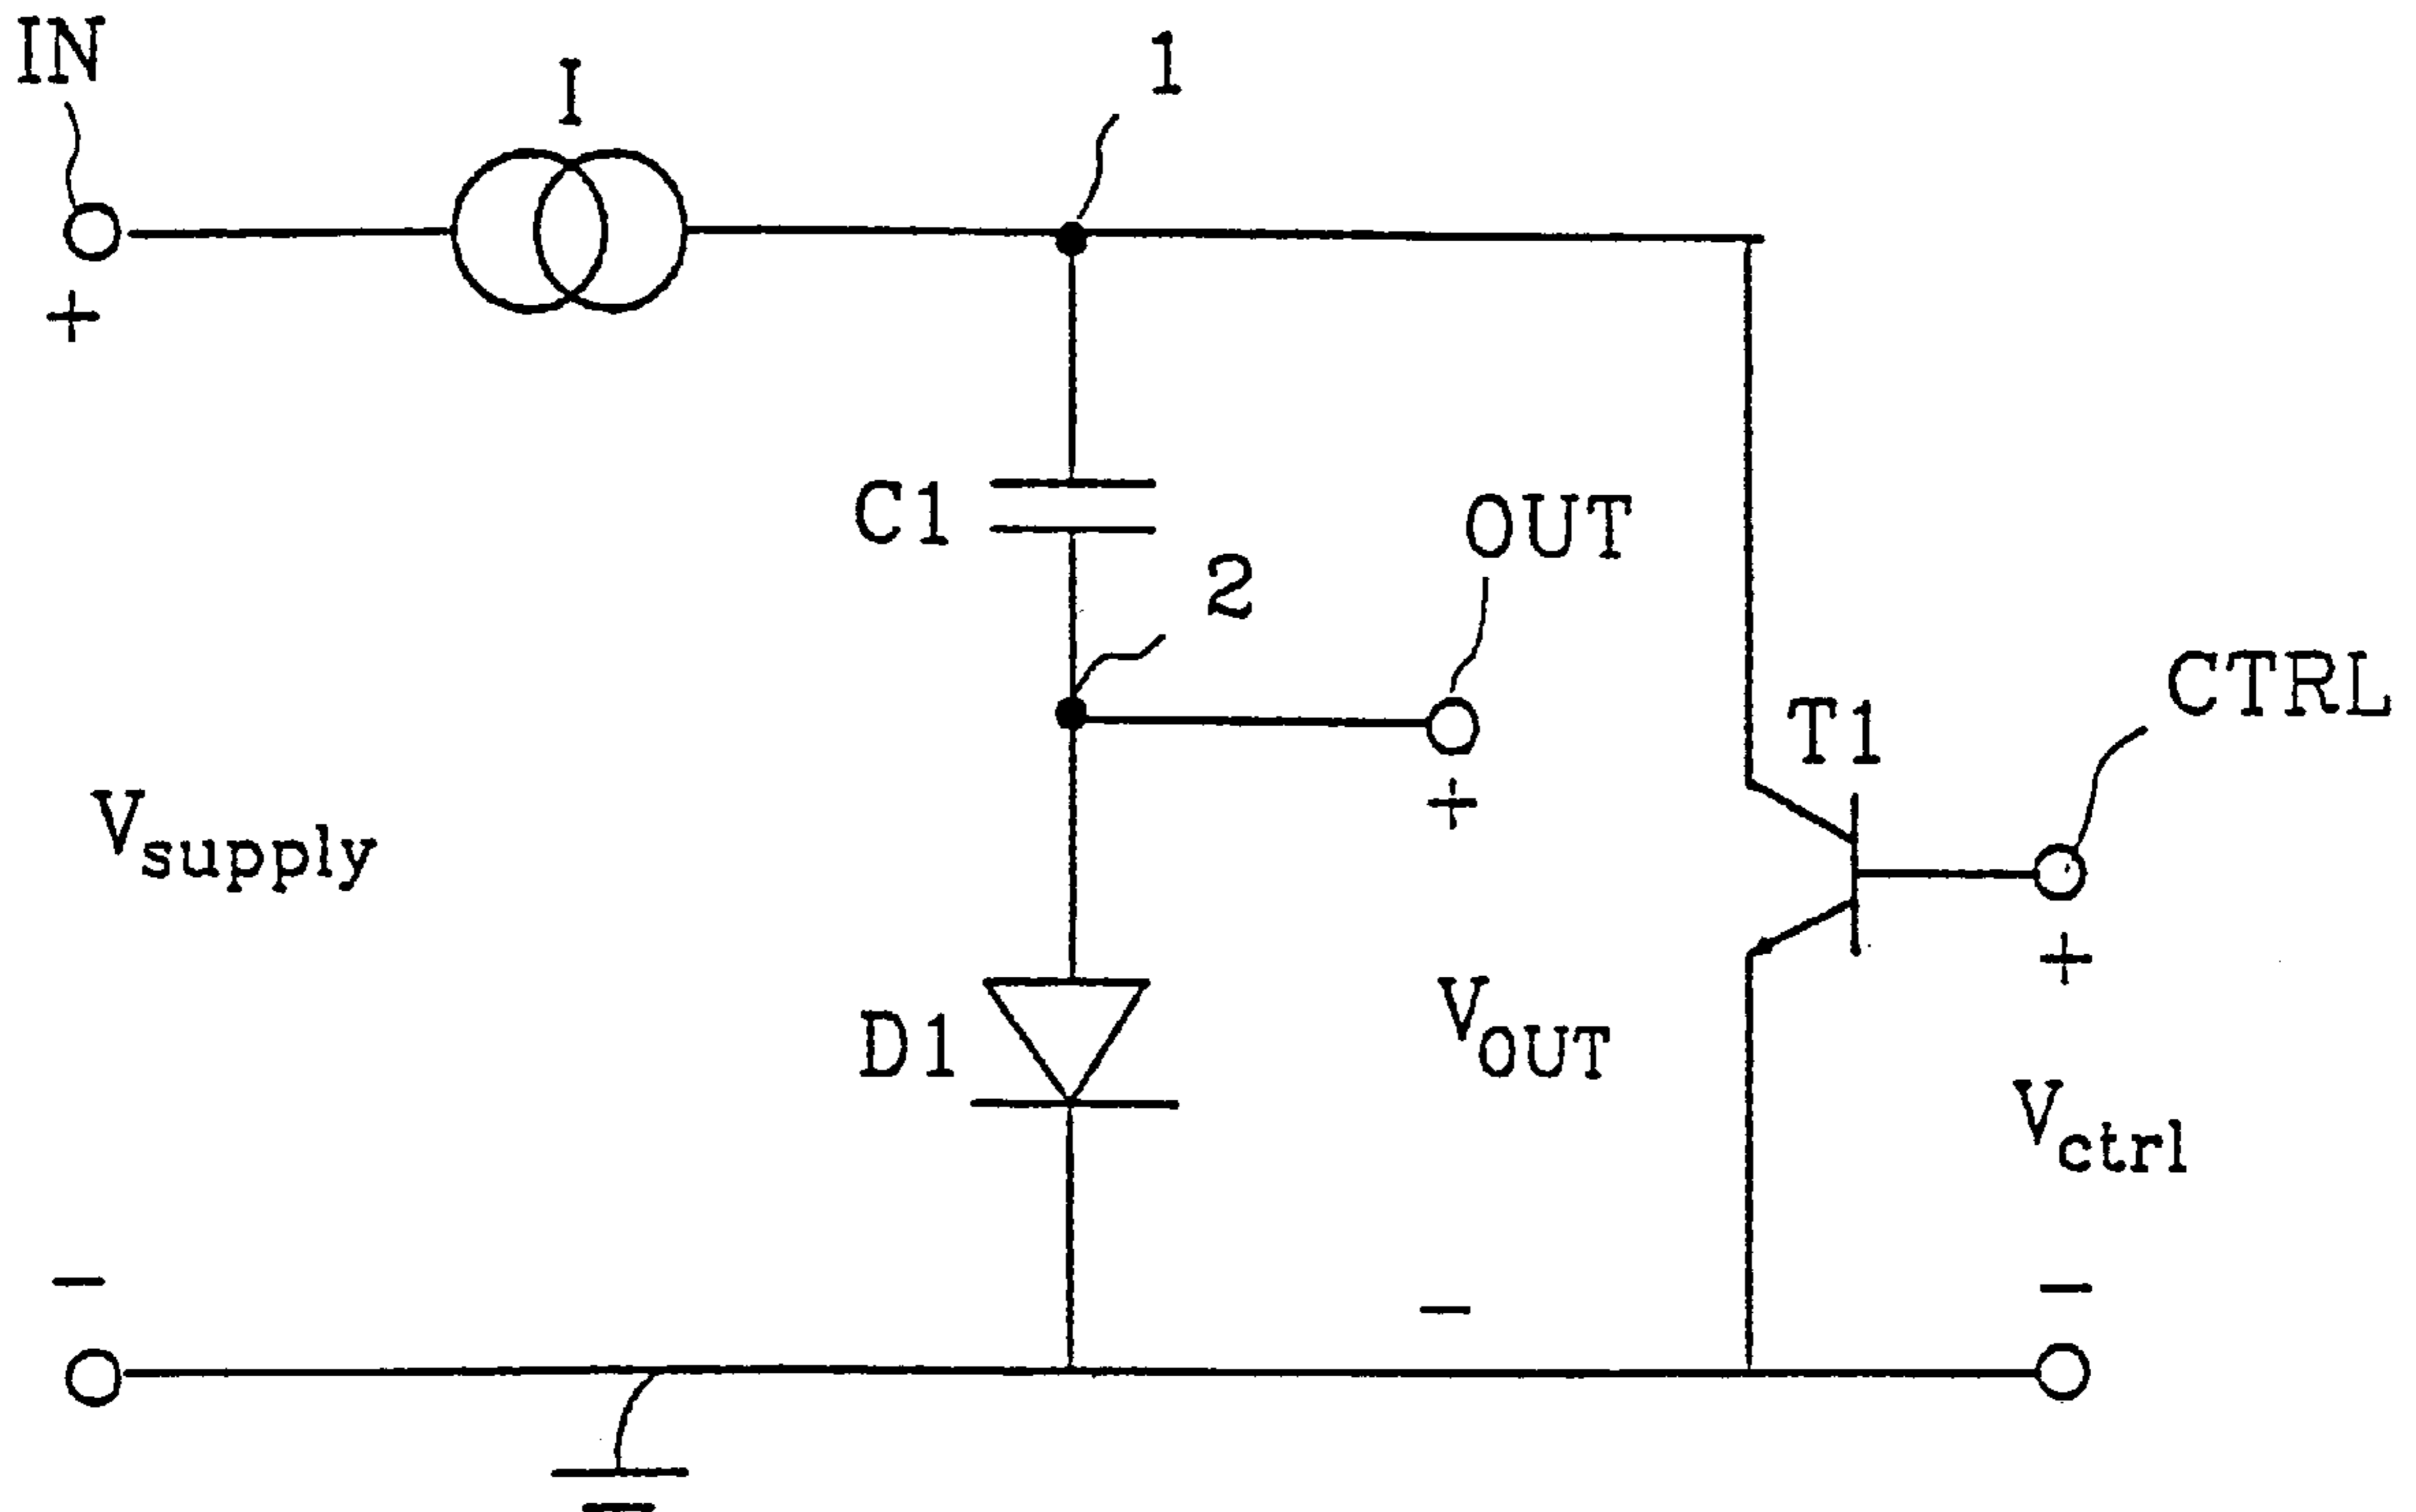 IN
I
1
+
C1
OUT
2
CTRL
T1
+
Vsupply
+
D1
VOUT
Vctrl
−
−
−